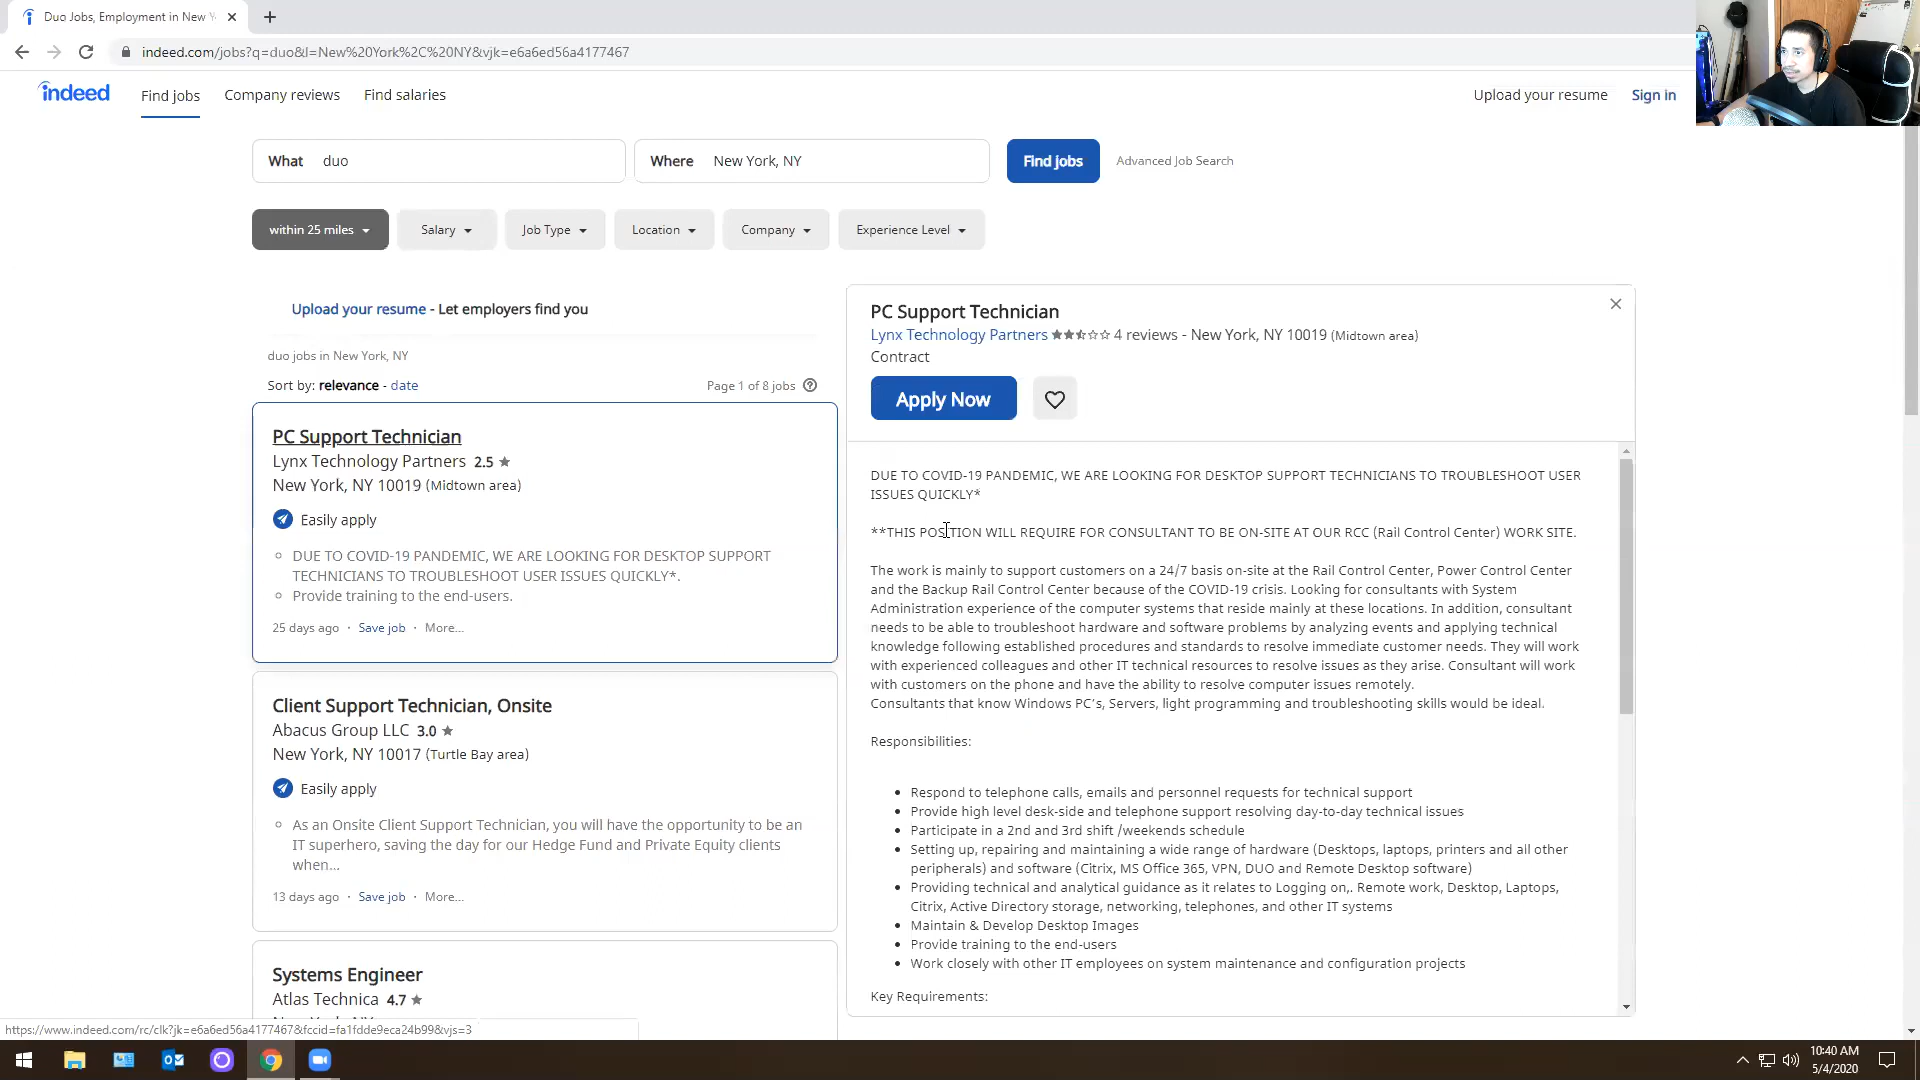 Duo Jobs, Employment in New Y
indeed.com/jobs?q=duo&l=New%20York%2C%20NY&vjk=e6a6ed56a4177467
indeed
Find jobs
Company reviews
Find salaries
Upload your resume
Sign in
What duo
Where New York, NY
Find jobs
Advanced Job Search
within 25 miles
Salary
Job Type
Location
Company
Experience Level
Upload your resume - Let employers find you
duo jobs in New York, NY
Sort by: relevance - date
Page 1 of 8 jobs
PC Support Technician
Lynx Technology Partners 2.5
New York, NY 10019 (Midtown area)
Easily apply
DUE TO COVID-19 PANDEMIC, WE ARE LOOKING FOR DESKTOP SUPPORT
TECHNICIANS TO TROUBLESHOOT USER ISSUES QUICKLY*.
Provide training to the end-users.
25 days ago · Save job · More...
Client Support Technician, Onsite
Abacus Group LLC 3.0
New York, NY 10017 (Turtle Bay area)
Easily apply
As an Onsite Client Support Technician, you will have the opportunity to be an
IT superhero, saving the day for our Hedge Fund and Private Equity clients
when...
13 days ago · Save job · More...
Systems Engineer
Atlas Technica 4.7
PC Support Technician
Lynx Technology Partners 4 reviews - New York, NY 10019 (Midtown area)
Contract
Apply Now
DUE TO COVID-19 PANDEMIC, WE ARE LOOKING FOR DESKTOP SUPPORT TECHNICIANS TO TROUBLESHOOT USER
ISSUES QUICKLY*
**THIS POSITION WILL REQUIRE FOR CONSULTANT TO BE ON-SITE AT OUR RCC (Rail Control Center) WORK SITE.
The work is mainly to support customers on a 24/7 basis on-site at the Rail Control Center, Power Control Center
and the Backup Rail Control Center because of the COVID-19 crisis. Looking for consultants with System
Administration experience of the computer systems that reside mainly at these locations. In addition, consultant
needs to be able to troubleshoot hardware and software problems by analyzing events and applying technical
knowledge following established procedures and standards to resolve immediate customer needs. They will work
with experienced colleagues and other IT technical resources to resolve issues as they arise. Consultant will work
with customers on the phone and have the ability to resolve computer issues remotely.
Consultants that know Windows PC's, Servers, light programming and troubleshooting skills would be ideal.
Responsibilities:
Respond to telephone calls, emails and personnel requests for technical support
Provide high level desk-side and telephone support resolving day-to-day technical issues
Participate in a 2nd and 3rd shift /weekends schedule
Setting up, repairing and maintaining a wide range of hardware (Desktops, laptops, printers and all other
peripherals) and software (Citrix, MS Office 365, VPN, DUO and Remote Desktop software)
Providing technical and analytical guidance as it relates to Logging on,. Remote work, Desktop, Laptops,
Citrix, Active Directory storage, networking, telephones, and other IT systems
Maintain & Develop Desktop Images
Provide training to the end-users
Work closely with other IT employees on system maintenance and configuration projects
Key Requirements:
https://www.indeed.com/rc/clk?jk=e6a6ed56a4177467&fccid=fa1fdde9eca24b99&vjs=3
10:40 AM
5/4/2020